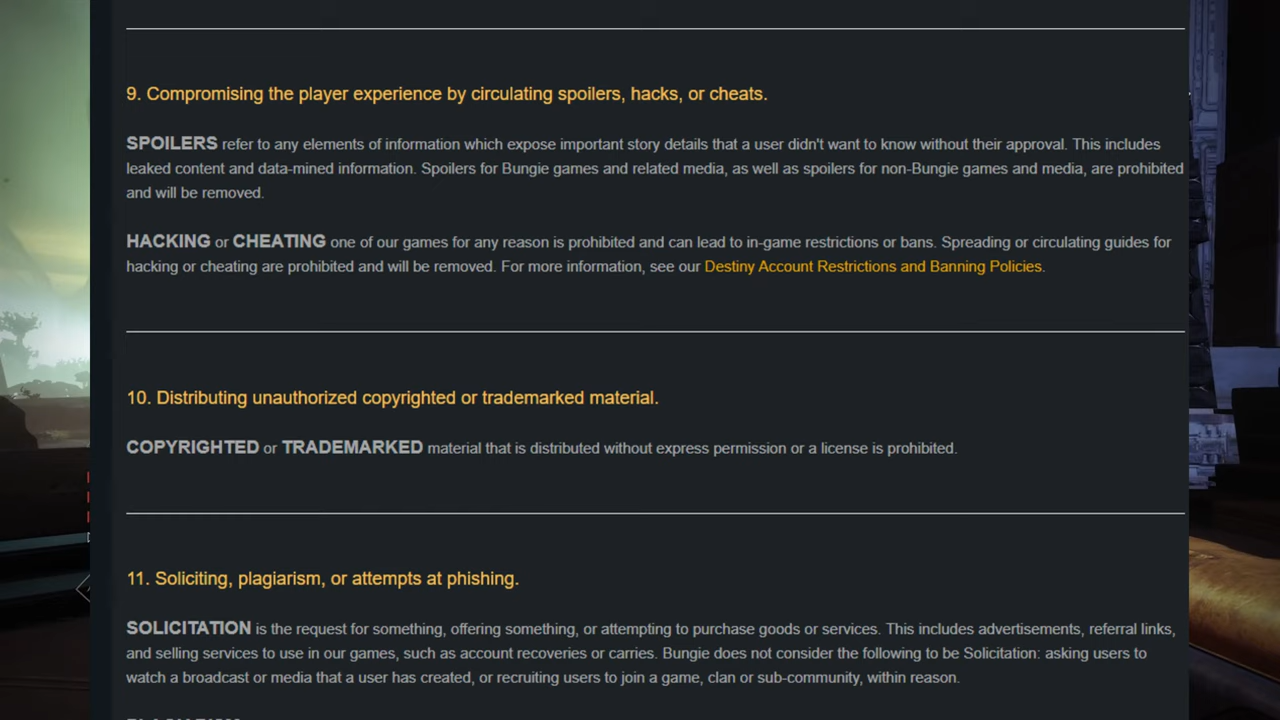 9. Compromising the player experience by circulating spoilers, hacks, or cheats.
SPOILERS refer to any elements of information which expose important story details that a user didn't want to know without their approval. This includes
leaked content and data-mined information. Spoilers for Bungie games and related media, as well as spoilers for non-Bungie games and media, are prohibited
and will be removed.
HACKING or CHEATING one of our games for any reason is prohibited and can lead to in-game restrictions or bans. Spreading or circulating guides for
hacking or cheating are prohibited and will be removed. For more information, see our Destiny Account Restrictions and Banning Policies.
10. Distributing unauthorized copyrighted or trademarked material.
COPYRIGHTED or TRADEMARKED material that is distributed without express permission or a license is prohibited.
11. Soliciting, plagiarism, or attempts at phishing.
SOLICITATION is the request for something, offering something, or attempting to purchase goods or services. This includes advertisements, referral links,
and selling services to use in our games, such as account recoveries or carries. Bungie does not consider the following to be Solicitation: asking users to
watch a broadcast or media that a user has created, or recruiting users to join a game, clan or sub-community, within reason.